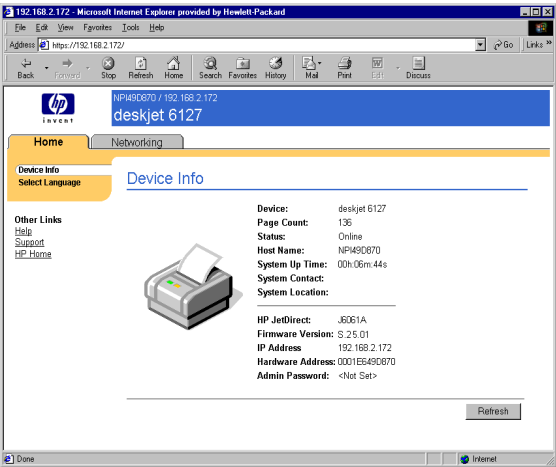 192.168.2.172 - Microsoft Internet Explorer provided by Hewlett-Packard
File Edit View Favorites Tools Help
Address https://192.168.2.172/ Go Links »
Back Forward Stop Refresh Home Search Favorites History Mail Print Edit Discuss
hp
invent
NPI49D870 / 192.168.2.172
deskjet 6127
Home Networking
Device Info
Select Language
Other Links
Help
Support
HP Home
Device Info
Device: deskjet 6127
Page Count: 136
Status: Online
Host Name: NPI49D870
System Up Time: 00h:06m:44s
System Contact:
System Location:
HP JetDirect: J6061A
Firmware Version: S.25.01
IP Address 192.168.2.172
Hardware Address: 0001E649D870
Admin Password: <Not Set>
Refresh
Done Internet